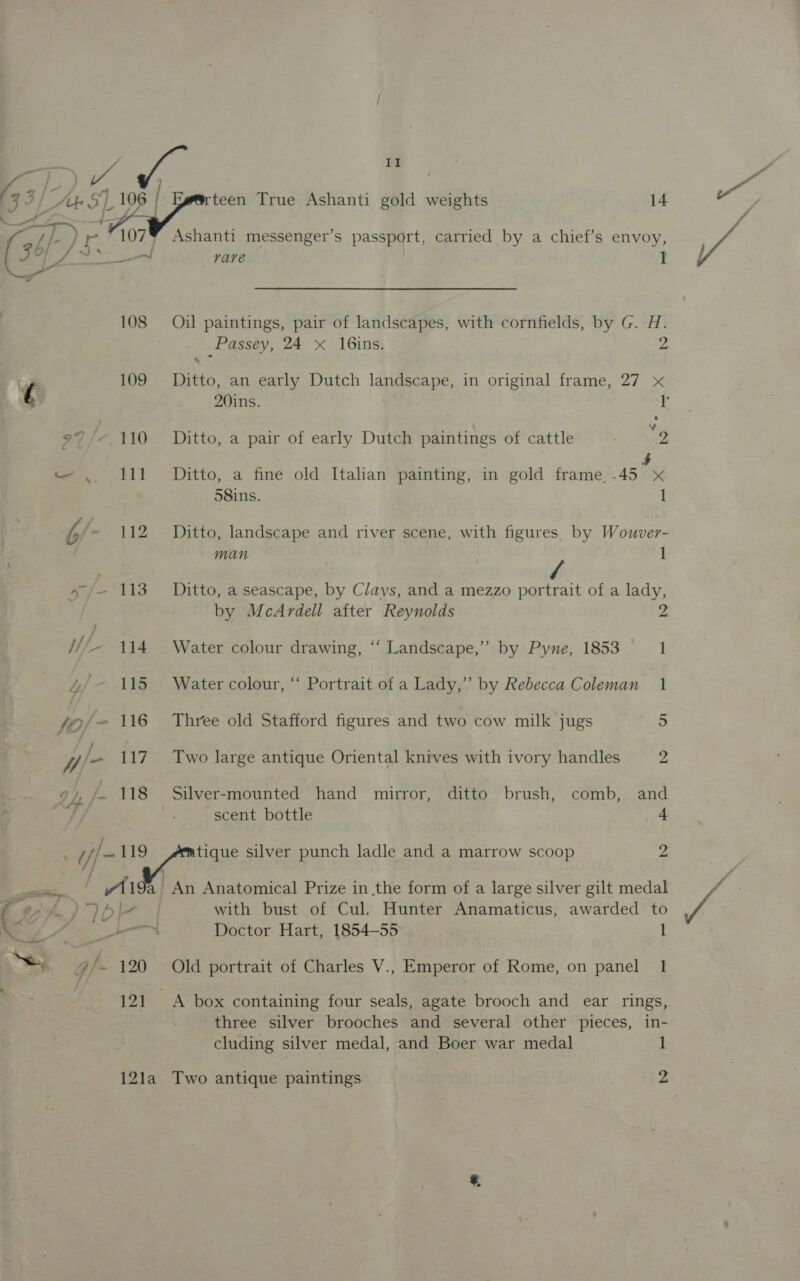 II
106 Fourteen True Ashanti gold weights 14
107 Ashanti messenger's passport, carried by a chief's envoy,
rare 1
108 Oil paintings, pair of landscapes, with cornfields, by G. H.
Passey, 24 × 16ins. 2
109 Ditto, an early Dutch landscape, in original frame, 27 ×
20ins. 1
110 Ditto, a pair of early Dutch paintings of cattle 2
111 Ditto, a fine old Italian painting, in gold frame, 45 ×
58ins. 1
6/- 112 Ditto, landscape and river scene, with figures by Wouver-
man 1
5/- 113 Ditto, a seascape, by Clays, and a mezzo portrait of a lady,
by McArdell after Reynolds 2
11/- 114 Water colour drawing, “ Landscape,” by Pyne, 1853 1
4/- 115 Water colour, “ Portrait of a Lady,” by Rebecca Coleman 1
10/- 116 Three old Stafford figures and two cow milk jugs 5
4/- 117 Two large antique Oriental knives with ivory handles 2
118 Silver-mounted hand mirror, ditto brush, comb, and
scent bottle 4
119 Antique silver punch ladle and a marrow scoop 2
119a An Anatomical Prize in the form of a large silver gilt medal
with bust of Cul. Hunter Anamaticus, awarded to
Doctor Hart, 1854–55 1
9/- 120 Old portrait of Charles V., Emperor of Rome, on panel 1
121 A box containing four seals, agate brooch and ear rings,
three silver brooches and several other pieces, in-
cluding silver medal, and Boer war medal 1
121a Two antique paintings 2